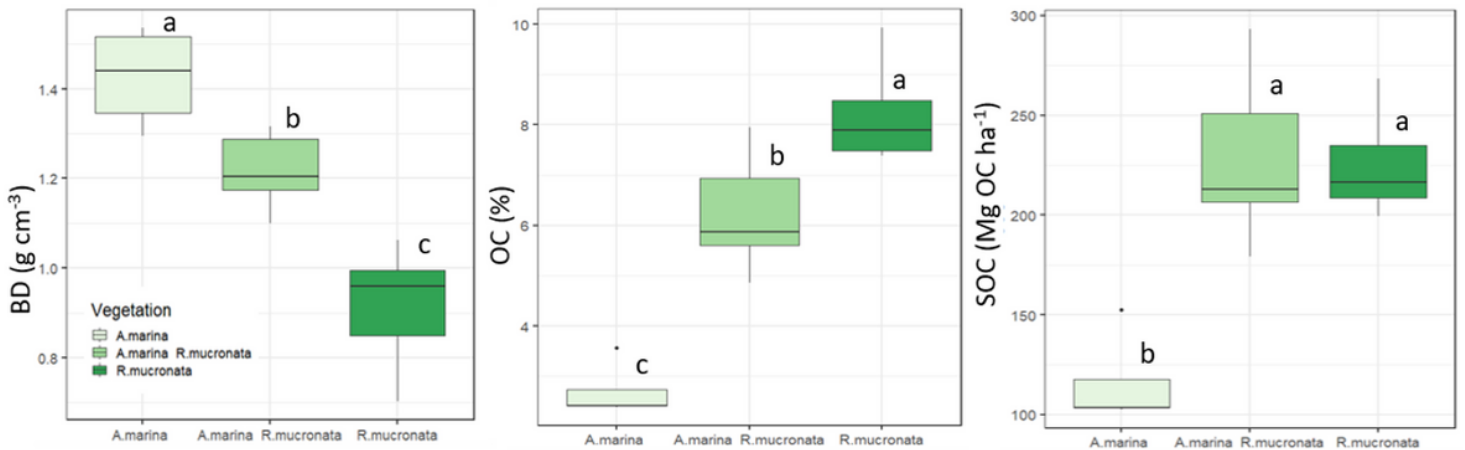 BD (g cm-3)
1.4
1.2
1.0
0.8
a
b
c
Vegetation
A.marina
A.marina R.mucronata
R.mucronata
A.marina A.marina R.mucronata R.mucronata
OC (%)
10
8
6
4
c
b
a
A.marina A.marina R.mucronata R.mucronata
SOC (Mg OC ha-1)
300
250
200
150
100
b
a
a
A.marina A.marina R.mucronata R.mucronata